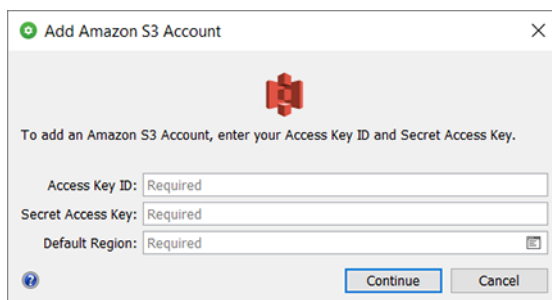 Add Amazon S3 Account
To add an Amazon S3 Account, enter your Access Key ID and Secret Access Key.
Access Key ID: Required
Secret Access Key: Required
Default Region: Required
? Continue Cancel